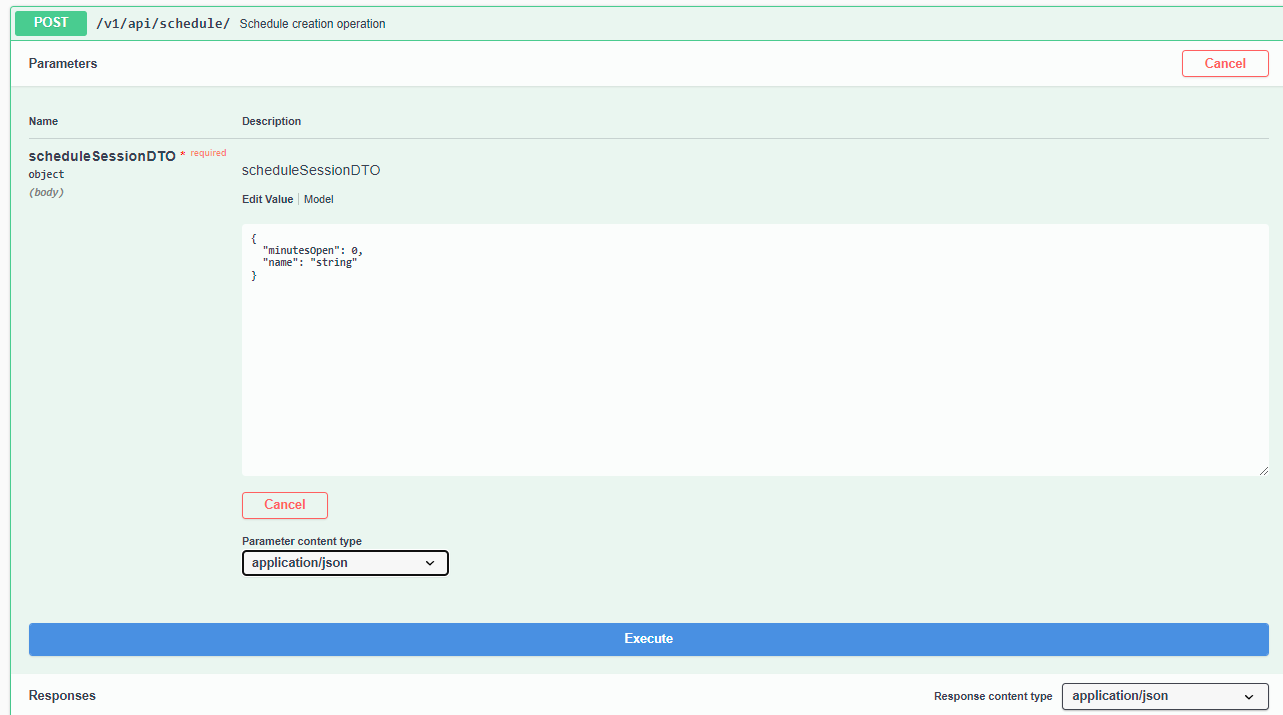 POST /v1/api/schedule/ Schedule creation operation
Parameters Cancel
Name Description
scheduleSessionDTO * required
object
(body)
scheduleSessionDTO
Edit Value | Model
{
  "minutesOpen": 0,
  "name": "string"
}
Cancel
Parameter content type
application/json
Execute
Responses Response content type application/json